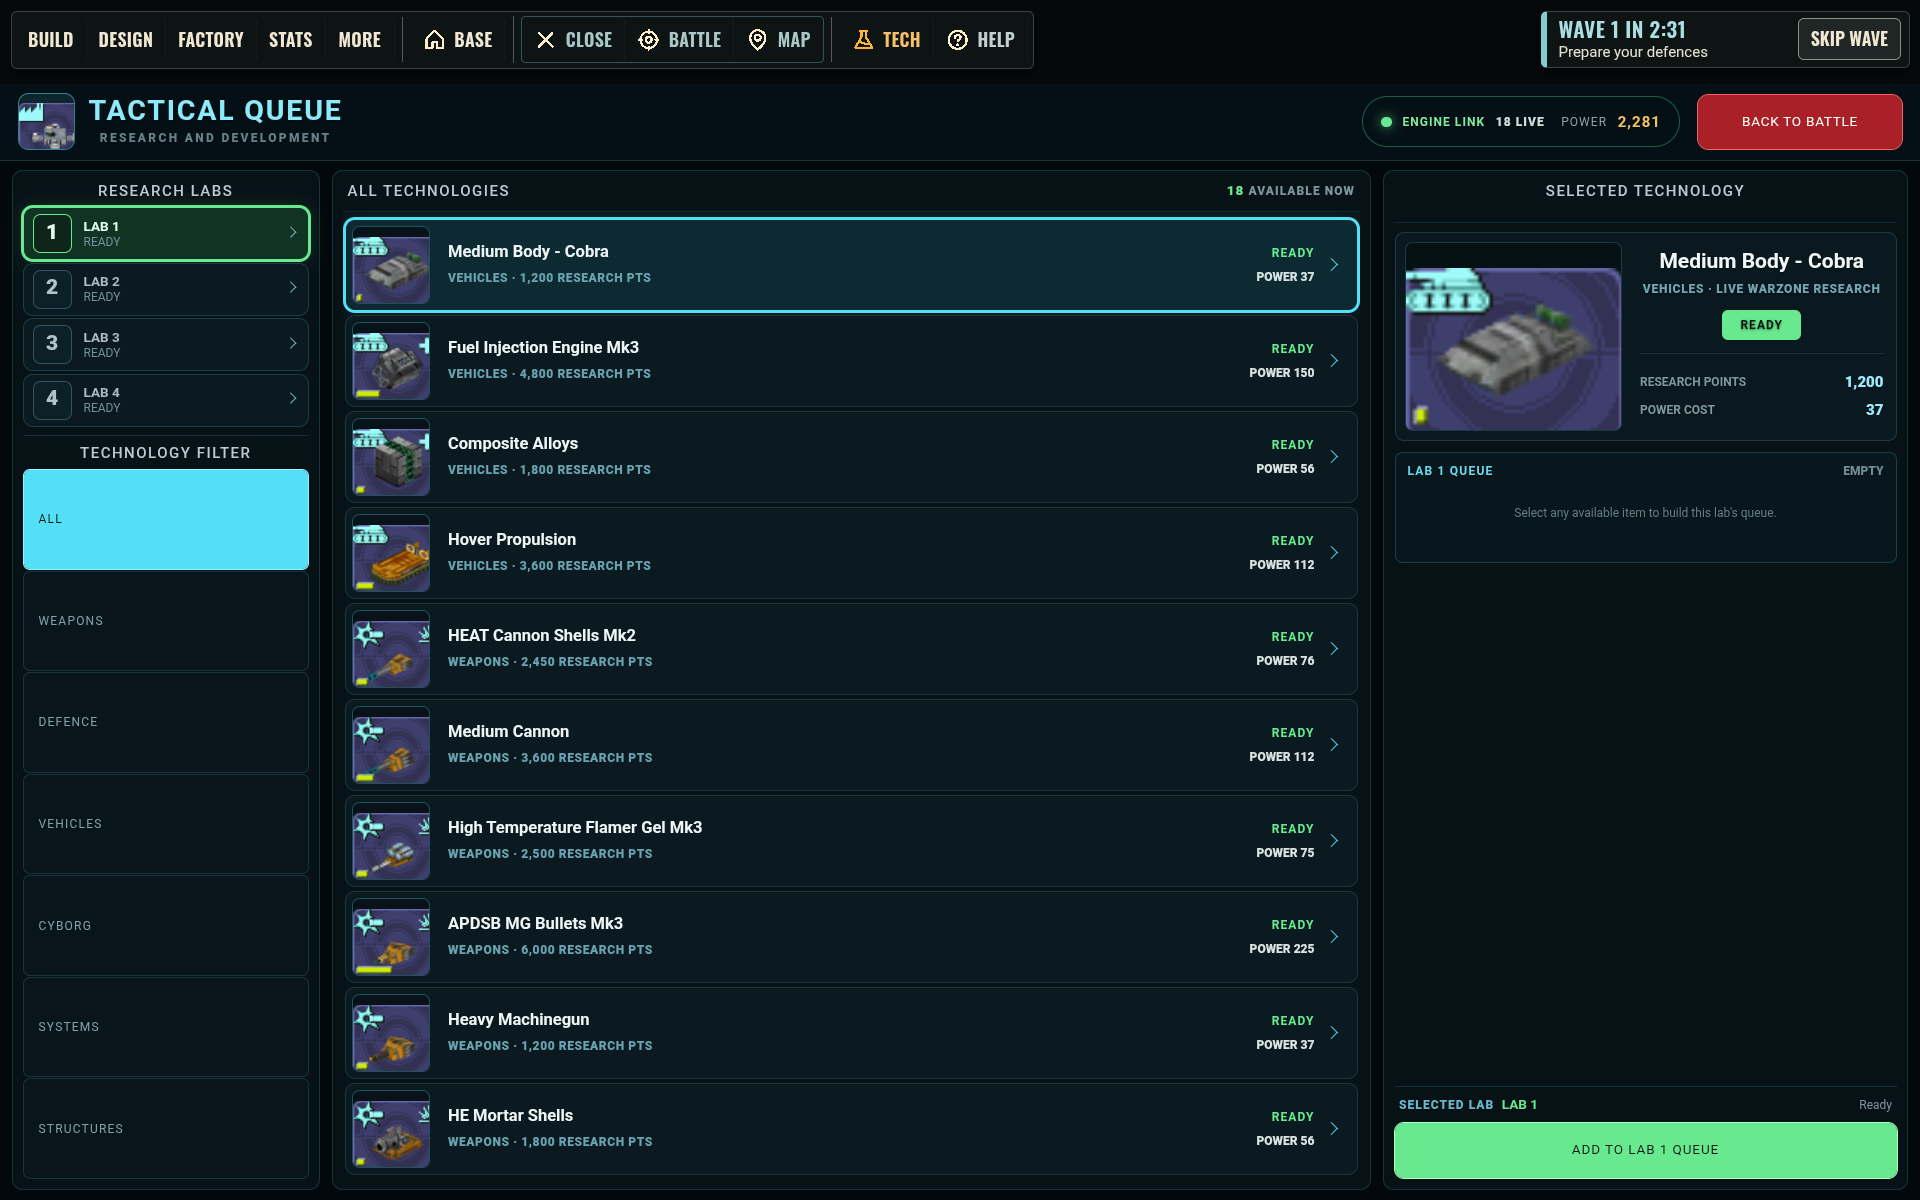 BUILD DESIGN FACTORY STATS MORE BASE CLOSE BATTLE MAP TECH HELP
WAVE 1 IN 2:31
Prepare your defences
SKIP WAVE
TACTICAL QUEUE
RESEARCH AND DEVELOPMENT
ENGINE LINK 18 LIVE POWER 2,281
BACK TO BATTLE
RESEARCH LABS
1 LAB 1
READY
2 LAB 2
READY
3 LAB 3
READY
4 LAB 4
READY
TECHNOLOGY FILTER
ALL
WEAPONS
DEFENCE
VEHICLES
CYBORG
SYSTEMS
STRUCTURES
ALL TECHNOLOGIES 18 AVAILABLE NOW
Medium Body - Cobra READY
VEHICLES · 1,200 RESEARCH PTS POWER 37
Fuel Injection Engine Mk3 READY
VEHICLES · 4,800 RESEARCH PTS POWER 150
Composite Alloys READY
VEHICLES · 1,800 RESEARCH PTS POWER 56
Hover Propulsion READY
VEHICLES · 3,600 RESEARCH PTS POWER 112
HEAT Cannon Shells Mk2 READY
WEAPONS · 2,450 RESEARCH PTS POWER 76
Medium Cannon READY
WEAPONS · 3,600 RESEARCH PTS POWER 112
High Temperature Flamer Gel Mk3 READY
WEAPONS · 2,500 RESEARCH PTS POWER 75
APDSB MG Bullets Mk3 READY
WEAPONS · 6,000 RESEARCH PTS POWER 225
Heavy Machinegun READY
WEAPONS · 1,200 RESEARCH PTS POWER 37
HE Mortar Shells READY
WEAPONS · 1,800 RESEARCH PTS POWER 56
SELECTED TECHNOLOGY
Medium Body - Cobra
VEHICLES · LIVE WARZONE RESEARCH
READY
RESEARCH POINTS 1,200
POWER COST 37
LAB 1 QUEUE EMPTY
Select any available item to build this lab's queue.
SELECTED LAB LAB 1 Ready
ADD TO LAB 1 QUEUE